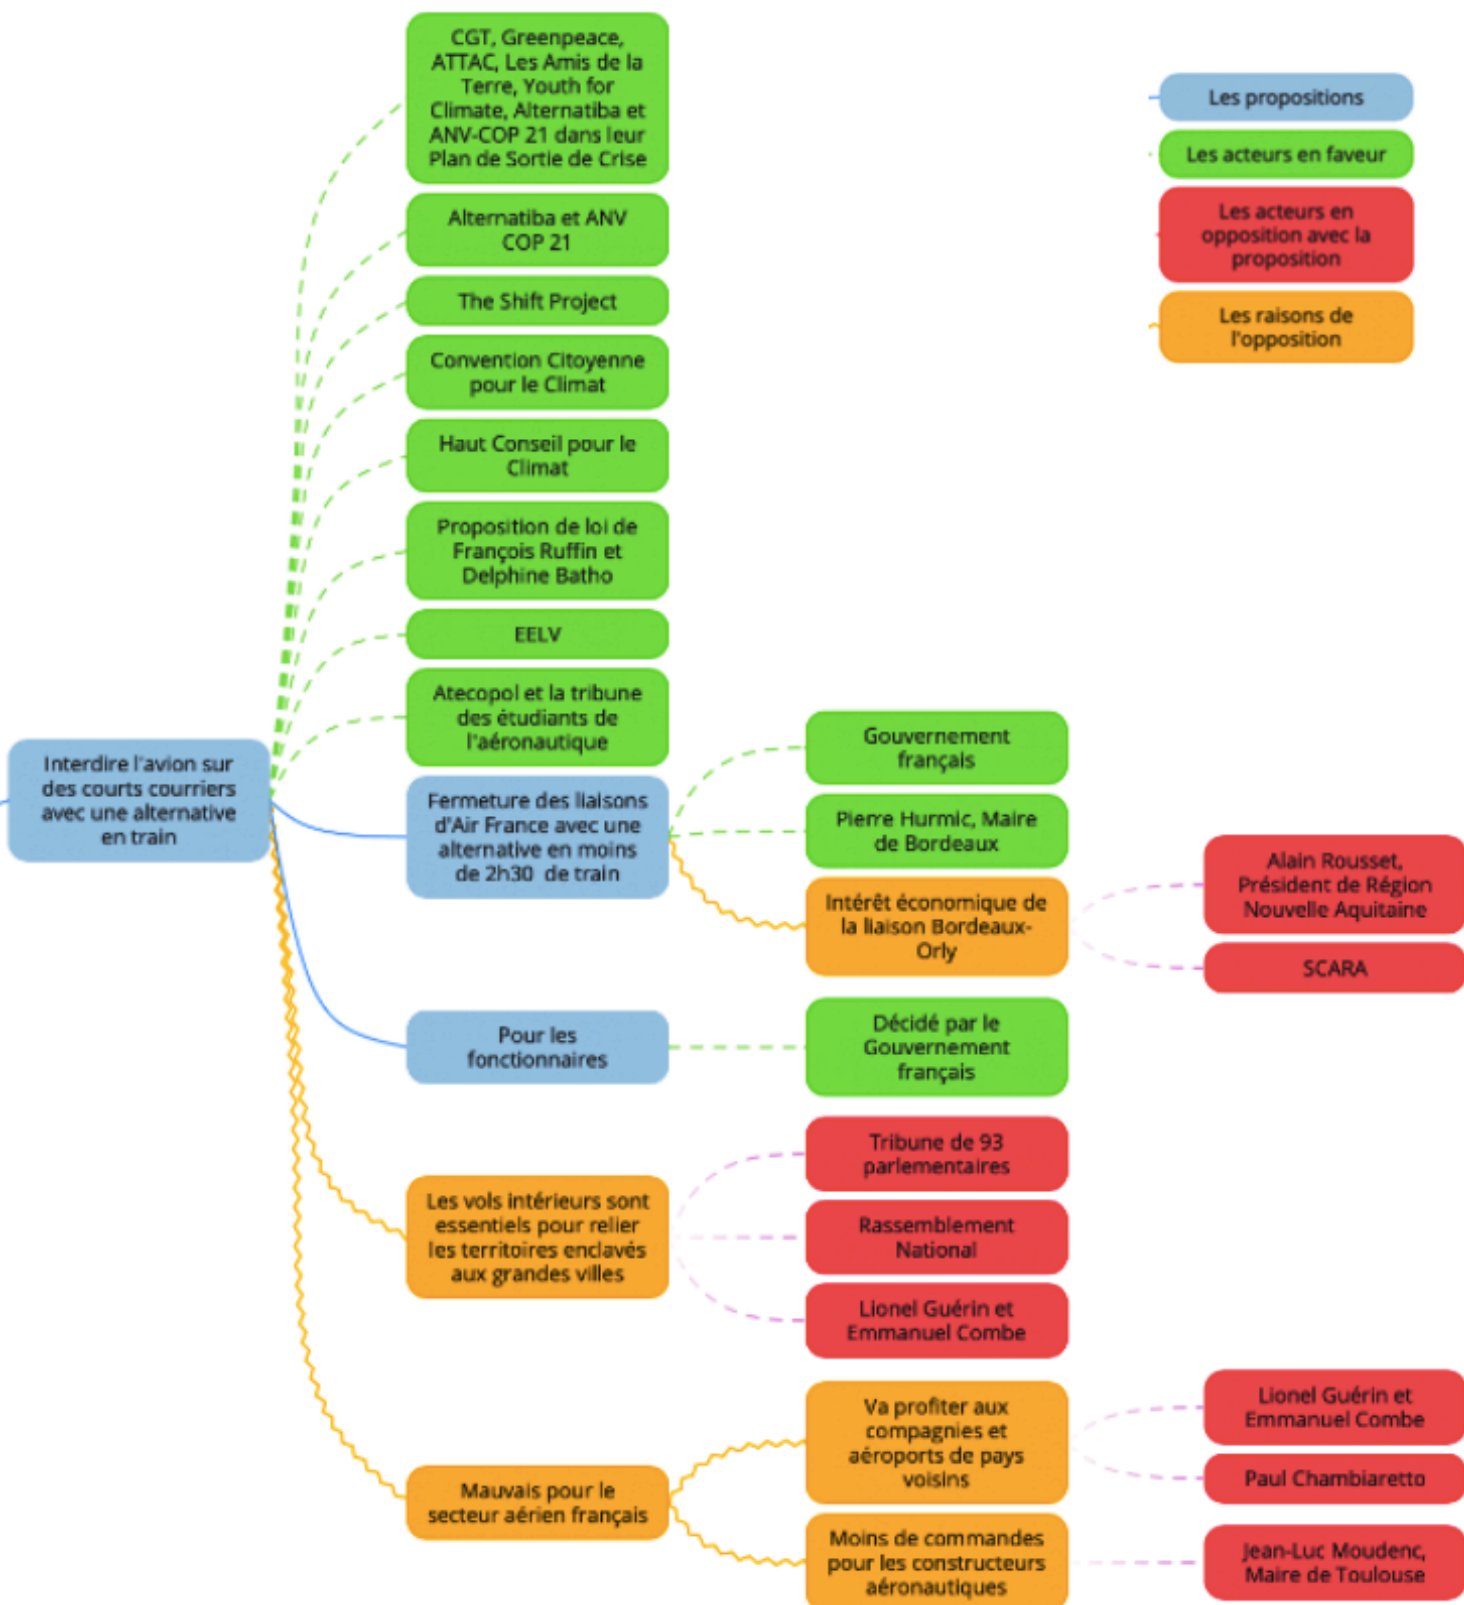 CGT, Greenpeace,
ATTAC, Les Amis de la
Terre, Youth for
Climate, Alternatiba et
ANV-COP 21 dans leur
Plan de Sortie de Crise
Alternatiba et ANV
COP 21
The Shift Project
Convention Citoyenne
pour le Climat
Haut Conseil pour le
Climat
Proposition de loi de
François Ruffin et
Delphine Batho
EELV
Atecopol et la tribune
des étudiants de
l'aéronautique
Interdire l'avion sur
des courts courriers
avec une alternative
en train
Fermeture des liaisons
d'Air France avec une
alternative en moins
de 2h30 de train
Gouvernement
français
Pierre Hurmic, Maire
de Bordeaux
Intérêt économique de
la liaison Bordeaux-
Orly
Alain Rousset,
Président de Région
Nouvelle Aquitaine
SCARA
Pour les
fonctionnaires
Décidé par le
Gouvernement
français
Les vols intérieurs sont
essentiels pour relier
les territoires enclavés
aux grandes villes
Tribune de 93
parlementaires
Rassemblement
National
Lionel Guérin et
Emmanuel Combe
Mauvais pour le
secteur aérien français
Va profiter aux
compagnies et
aéroports de pays
voisins
Lionel Guérin et
Emmanuel Combe
Paul Chambiaretto
Moins de commandes
pour les constructeurs
aéronautiques
Jean-Luc Moudenc,
Maire de Toulouse
Les propositions
Les acteurs en faveur
Les acteurs en
opposition avec la
proposition
Les raisons de
l'opposition